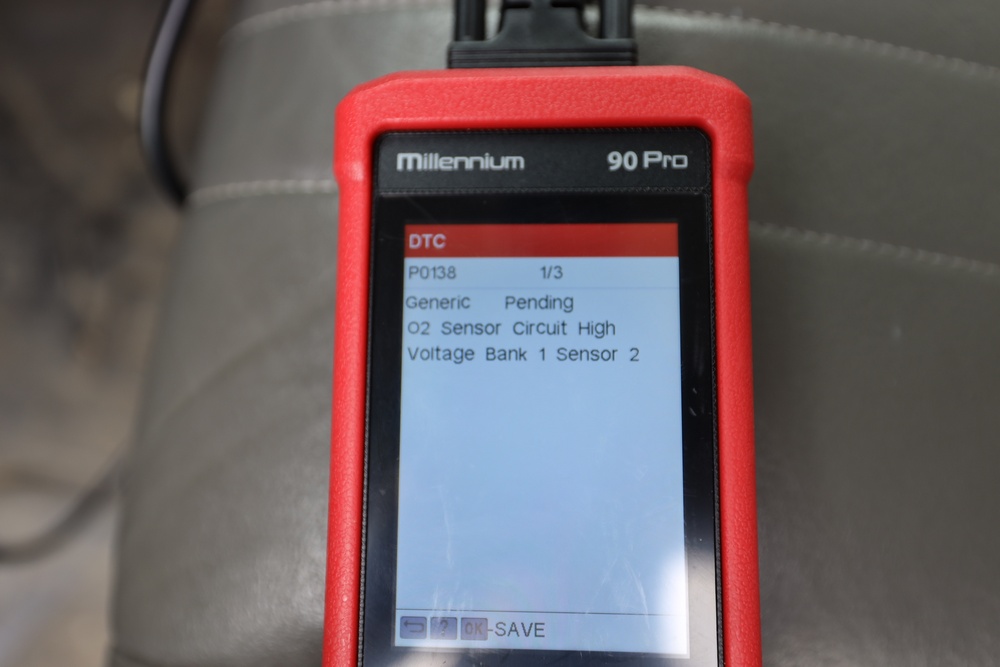 Millennium 90 Pro
DTC
P0138 1/3
Generic Pending
O2 Sensor Circuit High
Voltage Bank 1 Sensor 2
? OK-SAVE